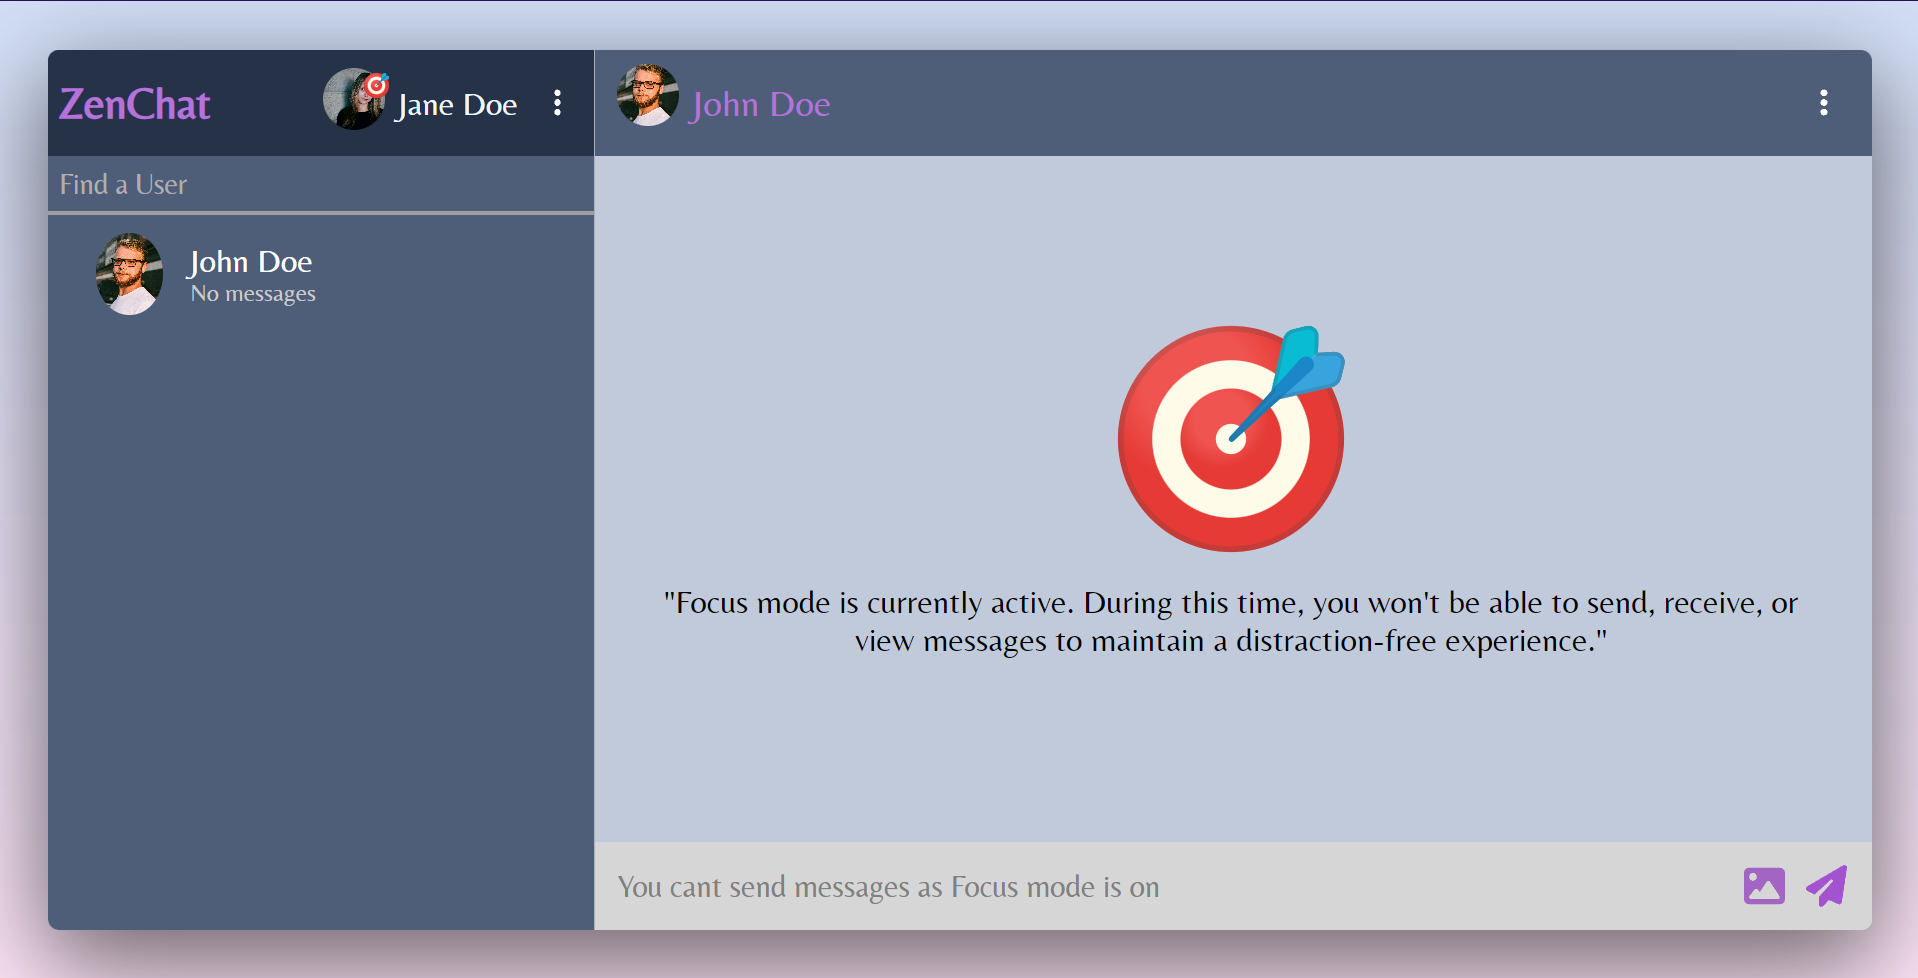 ZenChat
Jane Doe
John Doe
Find a User
John Doe
No messages
"Focus mode is currently active. During this time, you won't be able to send, receive, or
view messages to maintain a distraction-free experience."
You cant send messages as Focus mode is on